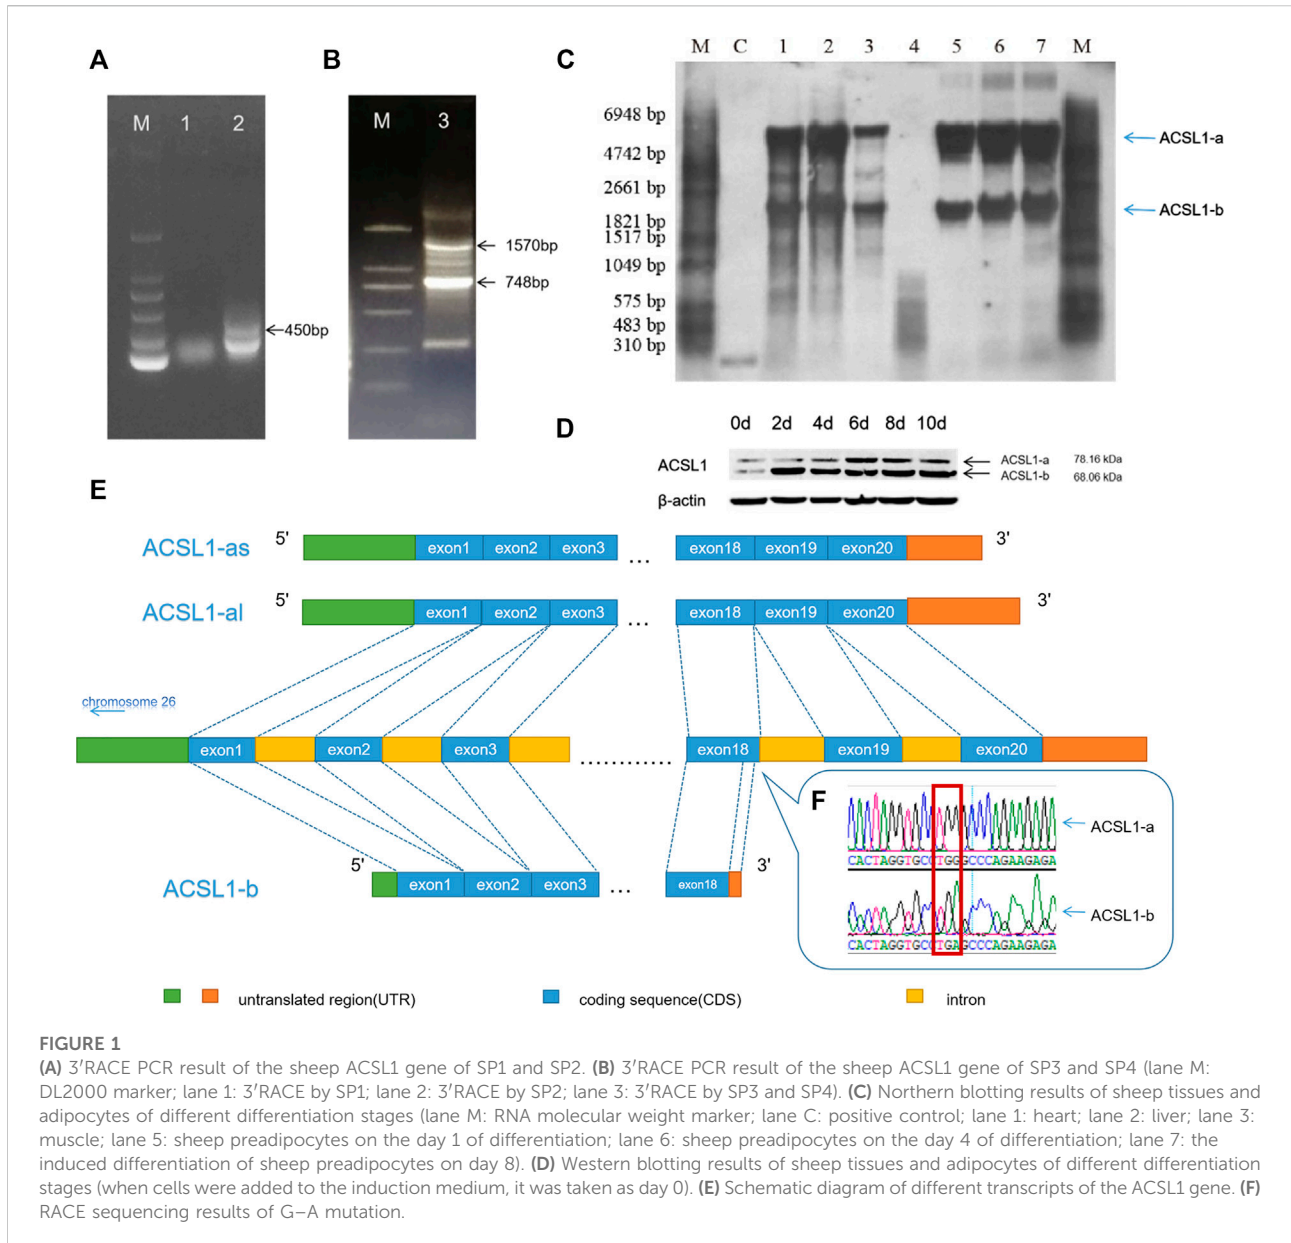 A
M
1
2
450bp
B
M
3
1570bp
748bp
C
M C 1 2 3 4 5 6 7 M
6948 bp
4742 bp
2661 bp
1821 bp
1517 bp
1049 bp
575 bp
483 bp
310 bp
ACSL1-a
ACSL1-b
D
0d 2d 4d 6d 8d 10d
ACSL1
ACSL1-a 78.16 kDa
ACSL1-b 68.06 kDa
β-actin
E
ACSL1-as 5' exon1 exon2 exon3 ... exon18 exon19 exon20 3'
ACSL1-al 5' exon1 exon2 exon3 ... exon18 exon19 exon20 3'
chromosome 26
exon1 exon2 exon3 ............ exon18 exon19 exon20
ACSL1-b 5' exon1 exon2 exon3 ... exon18 3'
F
CACTAGGTGCCTGGGCCCAGAAGAGA
ACSL1-a
CACTAGGTGCCTGAGCCCAGAAGAGA
ACSL1-b
untranslated region(UTR) coding sequence(CDS) intron
FIGURE 1
(A) 3′RACE PCR result of the sheep ACSL1 gene of SP1 and SP2. (B) 3′RACE PCR result of the sheep ACSL1 gene of SP3 and SP4 (lane M:
DL2000 marker; lane 1: 3′RACE by SP1; lane 2: 3′RACE by SP2; lane 3: 3′RACE by SP3 and SP4). (C) Northern blotting results of sheep tissues and
adipocytes of different differentiation stages (lane M: RNA molecular weight marker; lane C: positive control; lane 1: heart; lane 2: liver; lane 3:
muscle; lane 5: sheep preadipocytes on the day 1 of differentiation; lane 6: sheep preadipocytes on the day 4 of differentiation; lane 7: the
induced differentiation of sheep preadipocytes on day 8). (D) Western blotting results of sheep tissues and adipocytes of different differentiation
stages (when cells were added to the induction medium, it was taken as day 0). (E) Schematic diagram of different transcripts of the ACSL1 gene. (F)
RACE sequencing results of G–A mutation.